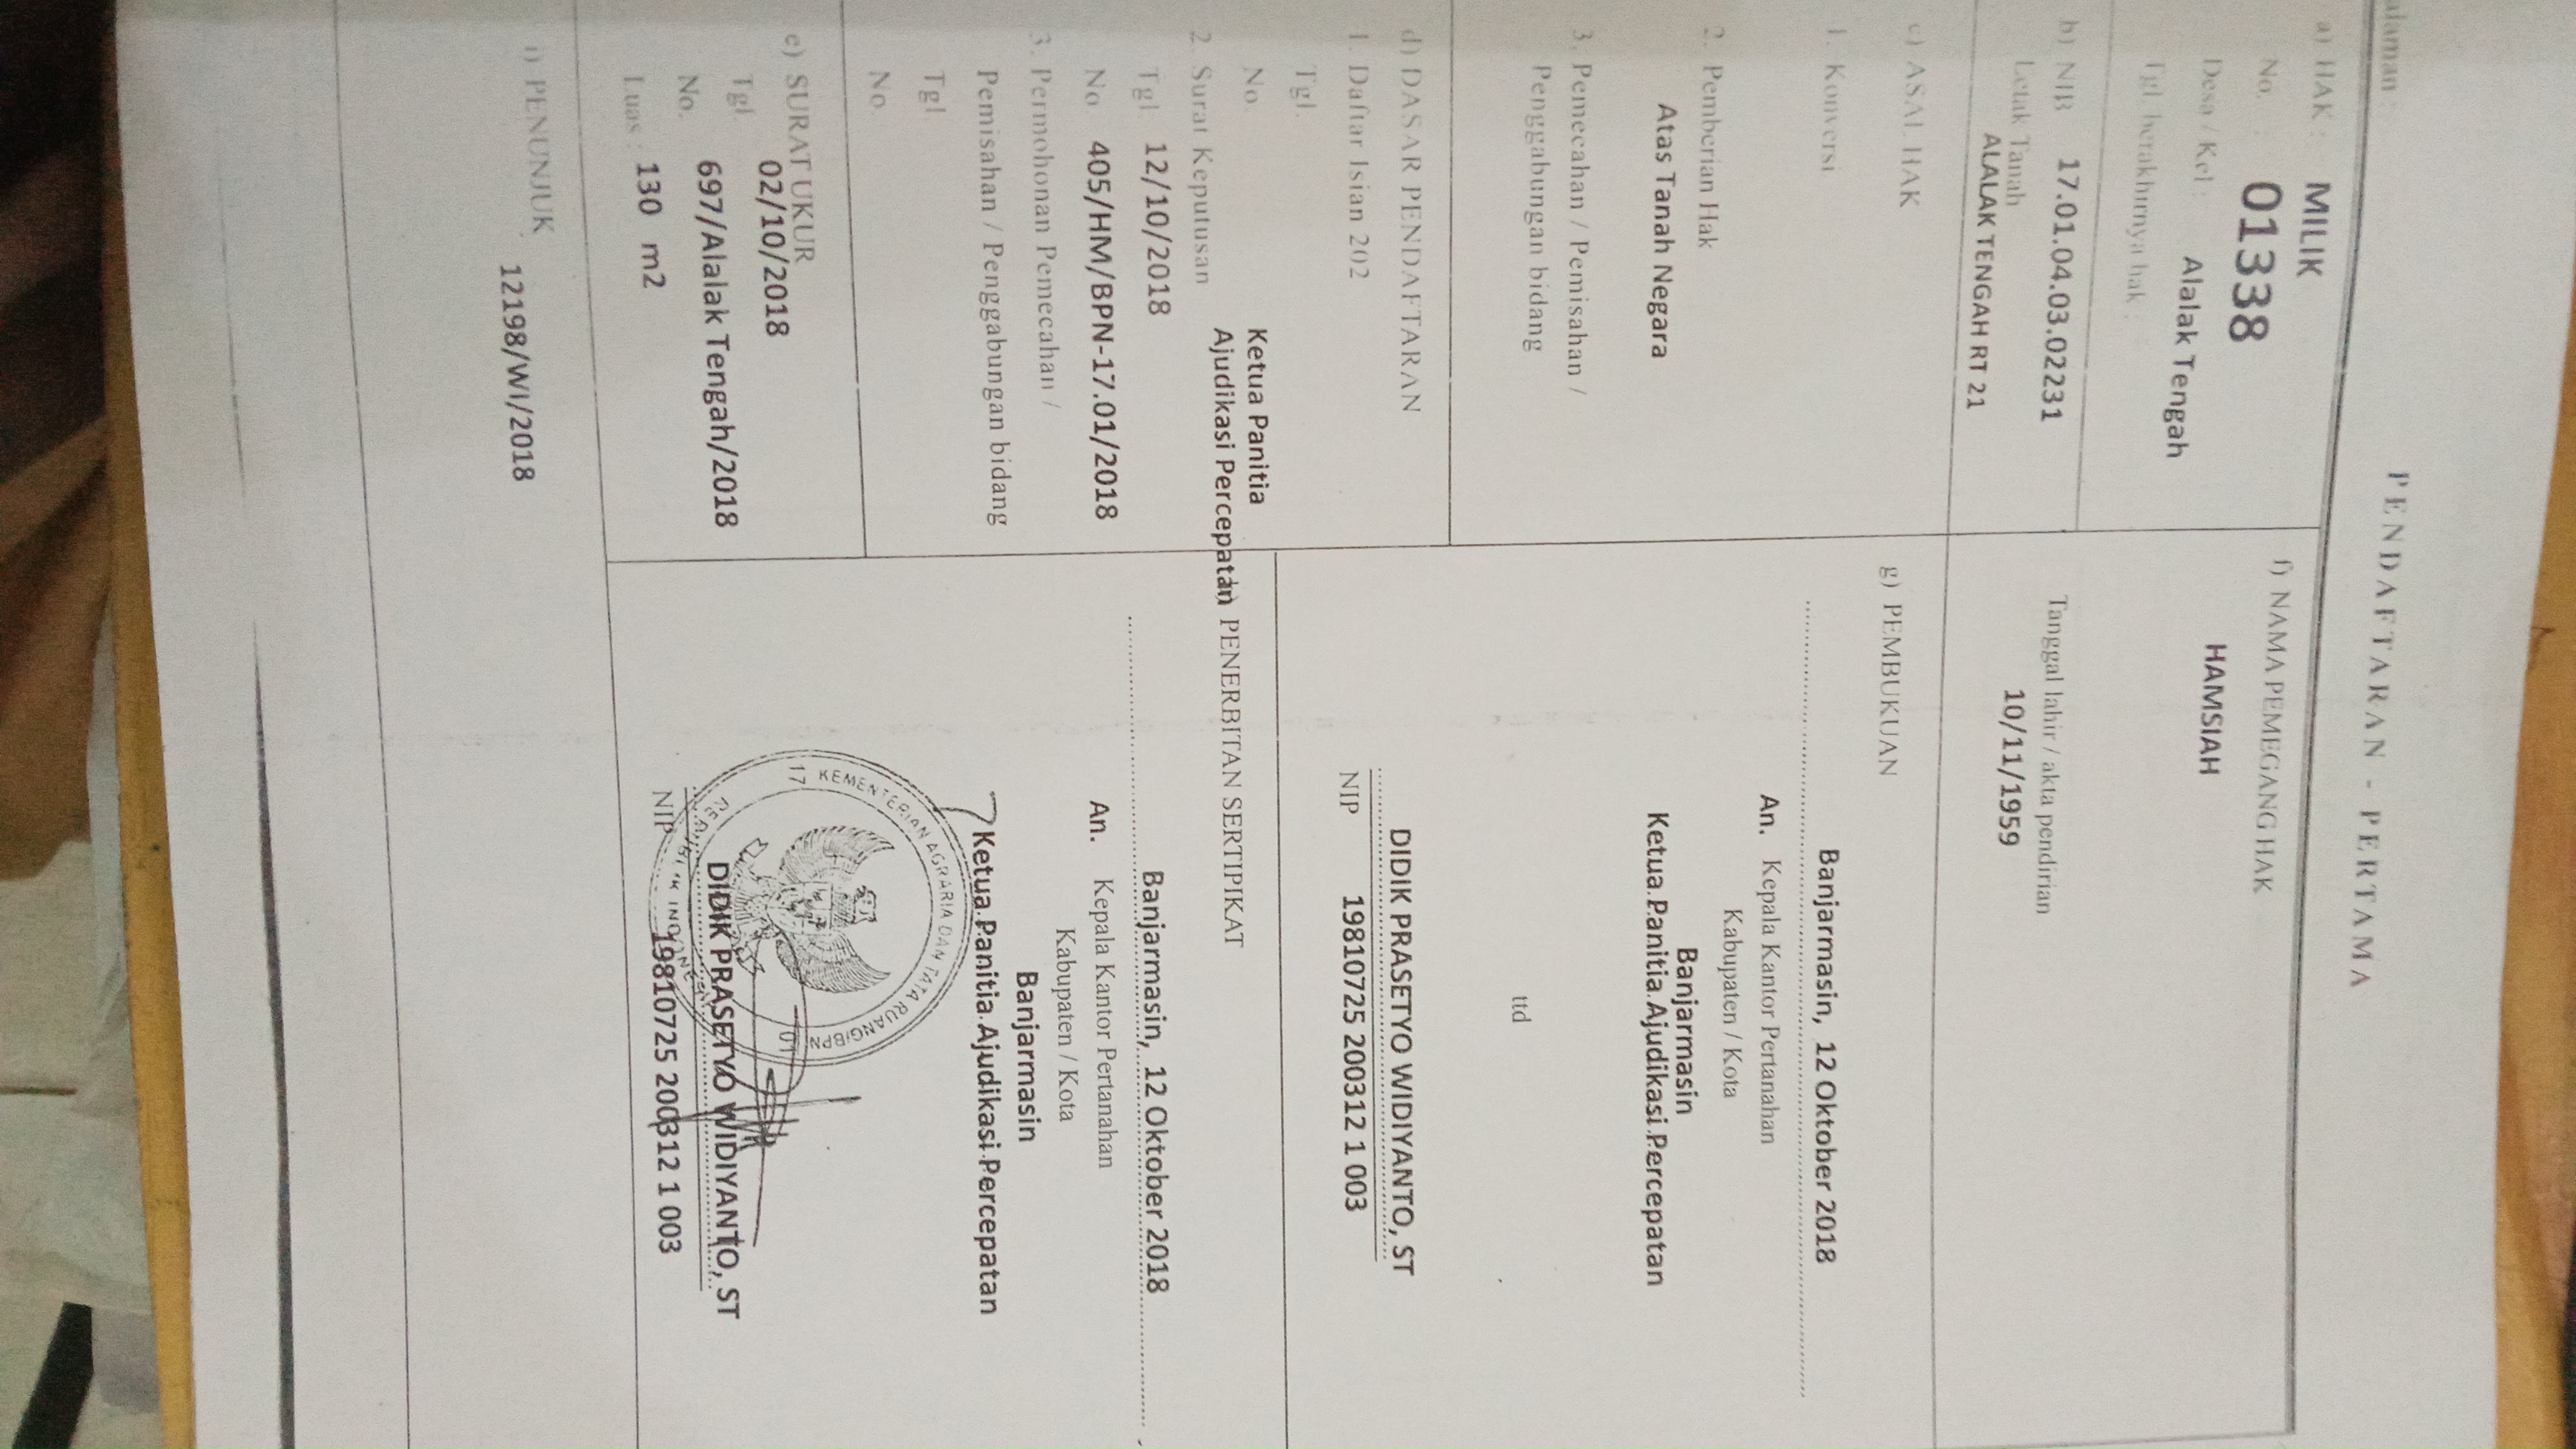 PENDAFTARAN - PERTAMA
a) HAK : MILIK
No. : 01338
Desa / Kel : Alalak Tengah
Tgl. berakhirnya hak :
b) NIB 17.01.04.03.02231
Letak Tanah
ALALAK TENGAH RT 21
c) ASAL HAK
1. Konversi
2. Pemberian Hak
Atas Tanah Negara
3. Pemecahan / Pemisahan /
Penggabungan bidang
d) DASAR PENDAFTARAN
1. Daftar Isian 202
Tgl.
No.
Ketua Panitia
2. Surat Keputusan Ajudikasi Percepatan
Tgl. 12/10/2018
No. 405/HM/BPN-17.01/2018
3. Permohonan Pemecahan /
Pemisahan / Penggabungan bidang
Tgl
No.
e) SURAT UKUR
Tgl. 02/10/2018
No. 697/Alalak Tengah/2018
Luas : 130 m2
f) NAMA PEMEGANG HAK
HAMSIAH
Tanggal lahir / akta pendirian
10/11/1959
g) PEMBUKUAN
Banjarmasin, 12 Oktober 2018
An. Kepala Kantor Pertanahan
Kabupaten / Kota
Banjarmasin
Ketua Panitia Ajudikasi Percepatan
ttd
DIDIK PRASETYO WIDIYANTO, ST
NIP 19810725 200312 1 003
PENERBITAN SERTIPIKAT
Banjarmasin, 12 Oktober 2018
An. Kepala Kantor Pertanahan
Kabupaten / Kota
Banjarmasin
Ketua Panitia Ajudikasi Percepatan
17 KEMENTERIAN AGRARIA DAN TATA RUANG/BPN 01
DIDIK PRASETYO WIDIYANTO, ST
NIP 19810725 200312 1 003
i) PENUNJUK
12198/WI/2018